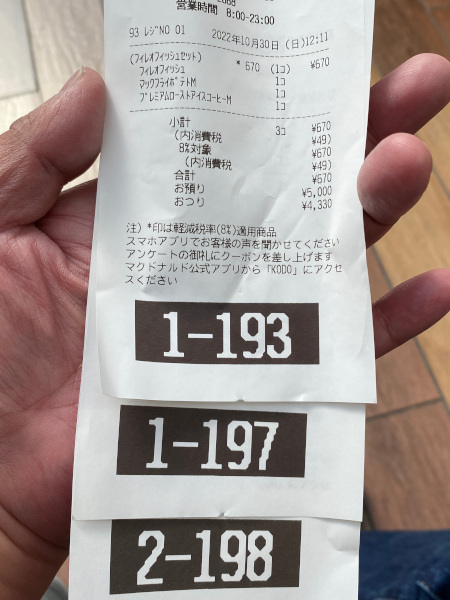 営業時間 8:00-23:00
93 レジNO 01 2022年10月30日(日)12:11
(フィレオフィッシュセット) * 670 (1コ) ¥670
フィレオフィッシュ 1コ
マックフライポテトM 1コ
プレミアムローストアイスコーヒーM 1コ
小計 3コ ¥670
(内消費税 ¥49)
8%対象 ¥670
(内消費税 ¥49)
合計 ¥670
お預り ¥5,000
おつり ¥4,330
注) *印は軽減税率(8%)適用商品
スマホアプリでお客様の声を聞かせてください
アンケートの御礼にクーポンを差し上げます
マクドナルド公式アプリから「KODO」にアクセ
スください
1-193
1-197
2-198